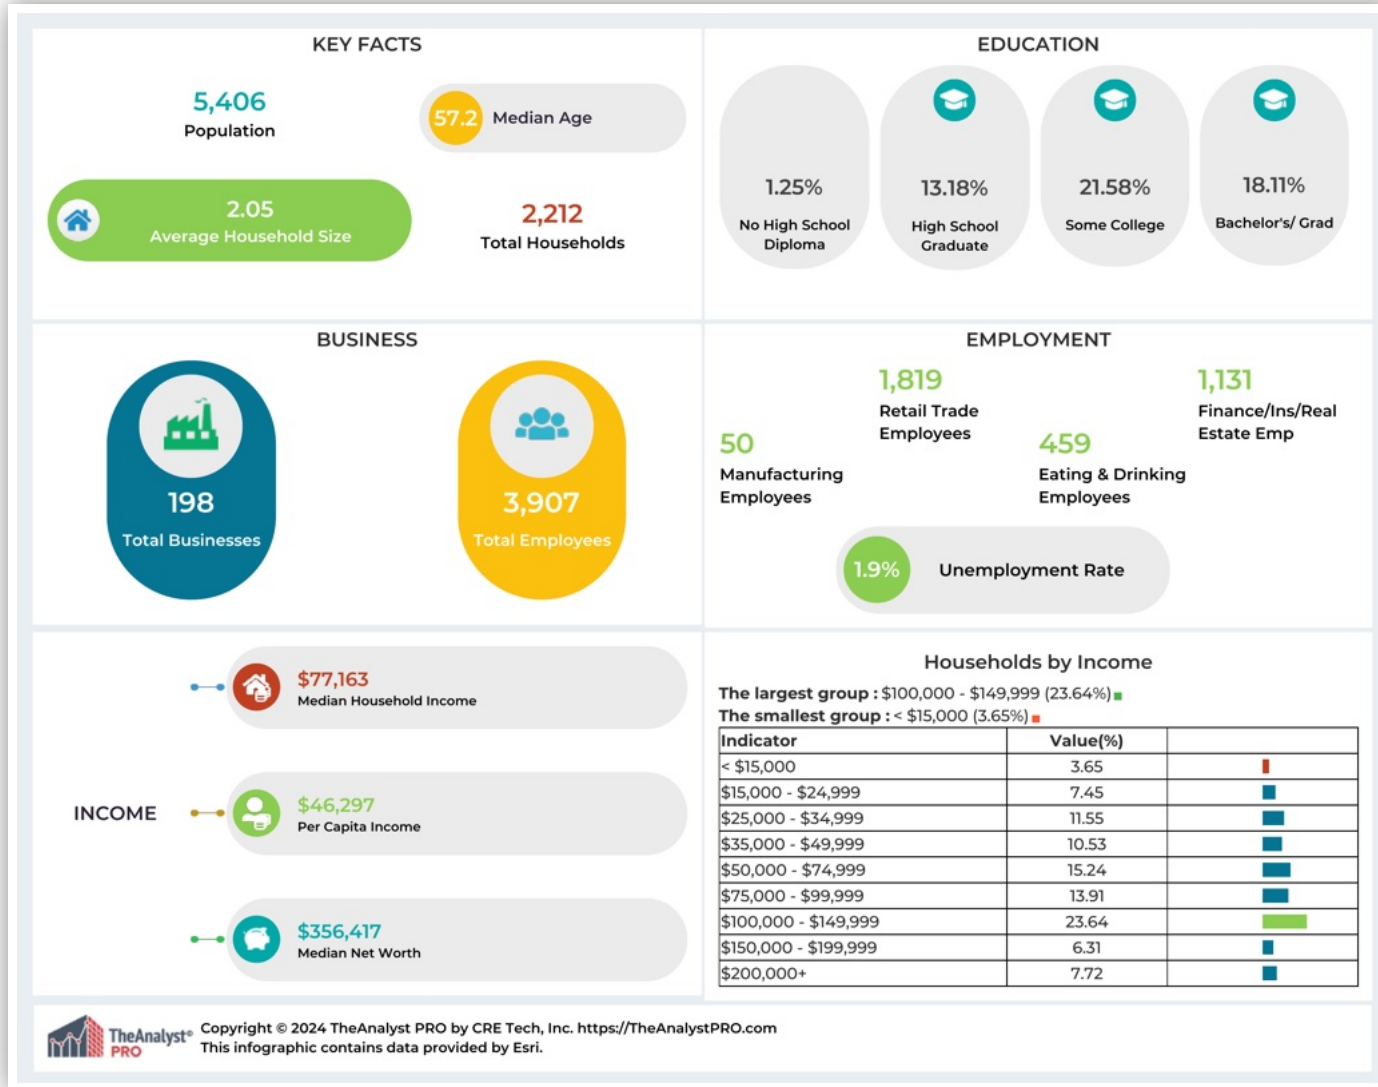 KEY FACTS
5,406
Population
57.2 Median Age
2.05
Average Household Size
2,212
Total Households
EDUCATION
1.25%
No High School
Diploma
13.18%
High School
Graduate
21.58%
Some College
18.11%
Bachelor's/ Grad
BUSINESS
198
Total Businesses
3,907
Total Employees
EMPLOYMENT
50
Manufacturing
Employees
1,819
Retail Trade
Employees
459
Eating & Drinking
Employees
1,131
Finance/Ins/Real
Estate Emp
1.9% Unemployment Rate
INCOME
$77,163
Median Household Income
$46,297
Per Capita Income
$356,417
Median Net Worth
Households by Income
The largest group : $100,000 - $149,999 (23.64%)
The smallest group : < $15,000 (3.65%)
Indicator Value(%)
< $15,000 3.65
$15,000 - $24,999 7.45
$25,000 - $34,999 11.55
$35,000 - $49,999 10.53
$50,000 - $74,999 15.24
$75,000 - $99,999 13.91
$100,000 - $149,999 23.64
$150,000 - $199,999 6.31
$200,000+ 7.72
TheAnalyst®
PRO
Copyright © 2024 TheAnalyst PRO by CRE Tech, Inc. https://TheAnalystPRO.com
This infographic contains data provided by Esri.